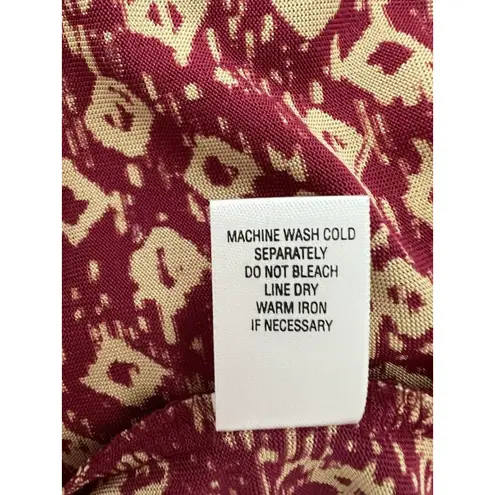 MACHINE WASH COLD
SEPARATELY
DO NOT BLEACH
LINE DRY
WARM IRON
IF NECESSARY